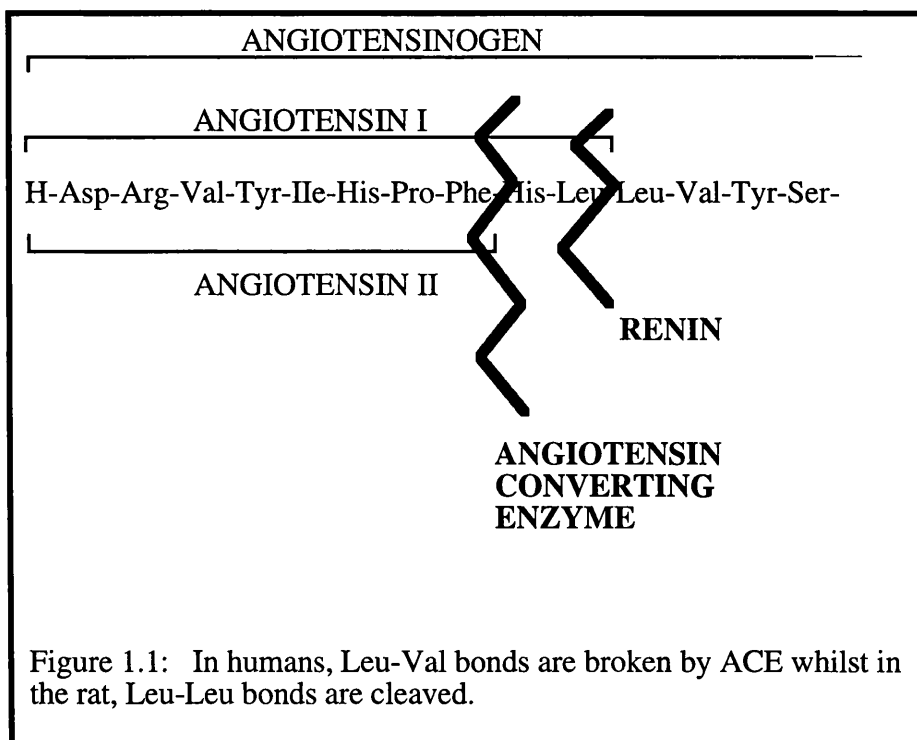 ANGIOTENSINOGEN
ANGIOTENSIN I
H-Asp-Arg-Val-Tyr-IIe-His-Pro-Phe-His-Leu-Leu-Val-Tyr-Ser-
ANGIOTENSIN II
RENIN
ANGIOTENSIN
CONVERTING
ENZYME
Figure 1.1: In humans, Leu-Val bonds are broken by ACE whilst in
the rat, Leu-Leu bonds are cleaved.